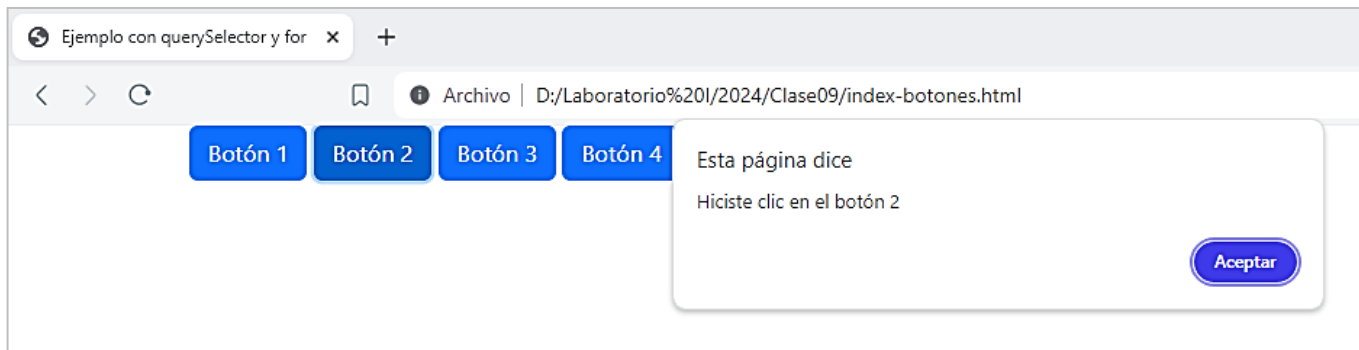 Ejemplo con querySelector y for
Archivo D:/Laboratorio%20I/2024/Clase09/index-botones.html
Botón 1 Botón 2 Botón 3 Botón 4
Esta página dice
Hiciste clic en el botón 2
Aceptar